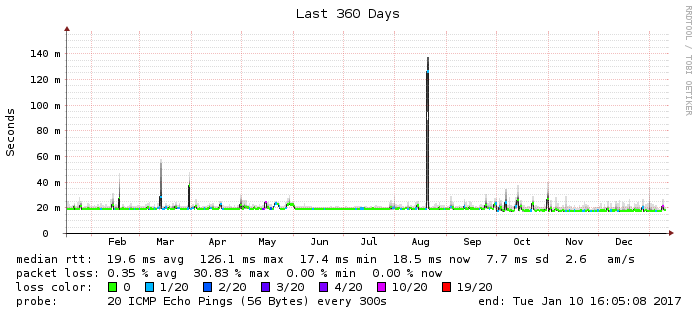 Last 360 Days
RRDTOOL / TOBI OETIKER
Seconds
140 m
120 m
100 m
80 m
60 m
40 m
20 m
0
Feb Mar Apr May Jun Jul Aug Sep Oct Nov Dec
median rtt: 19.6 ms avg 126.1 ms max 17.4 ms min 18.5 ms now 7.7 ms sd 2.6 am/s
packet loss: 0.35 % avg 30.83 % max 0.00 % min 0.00 % now
loss color: 0 1/20 2/20 3/20 4/20 10/20 19/20
probe: 20 ICMP Echo Pings (56 Bytes) every 300s end: Tue Jan 10 16:05:08 2017